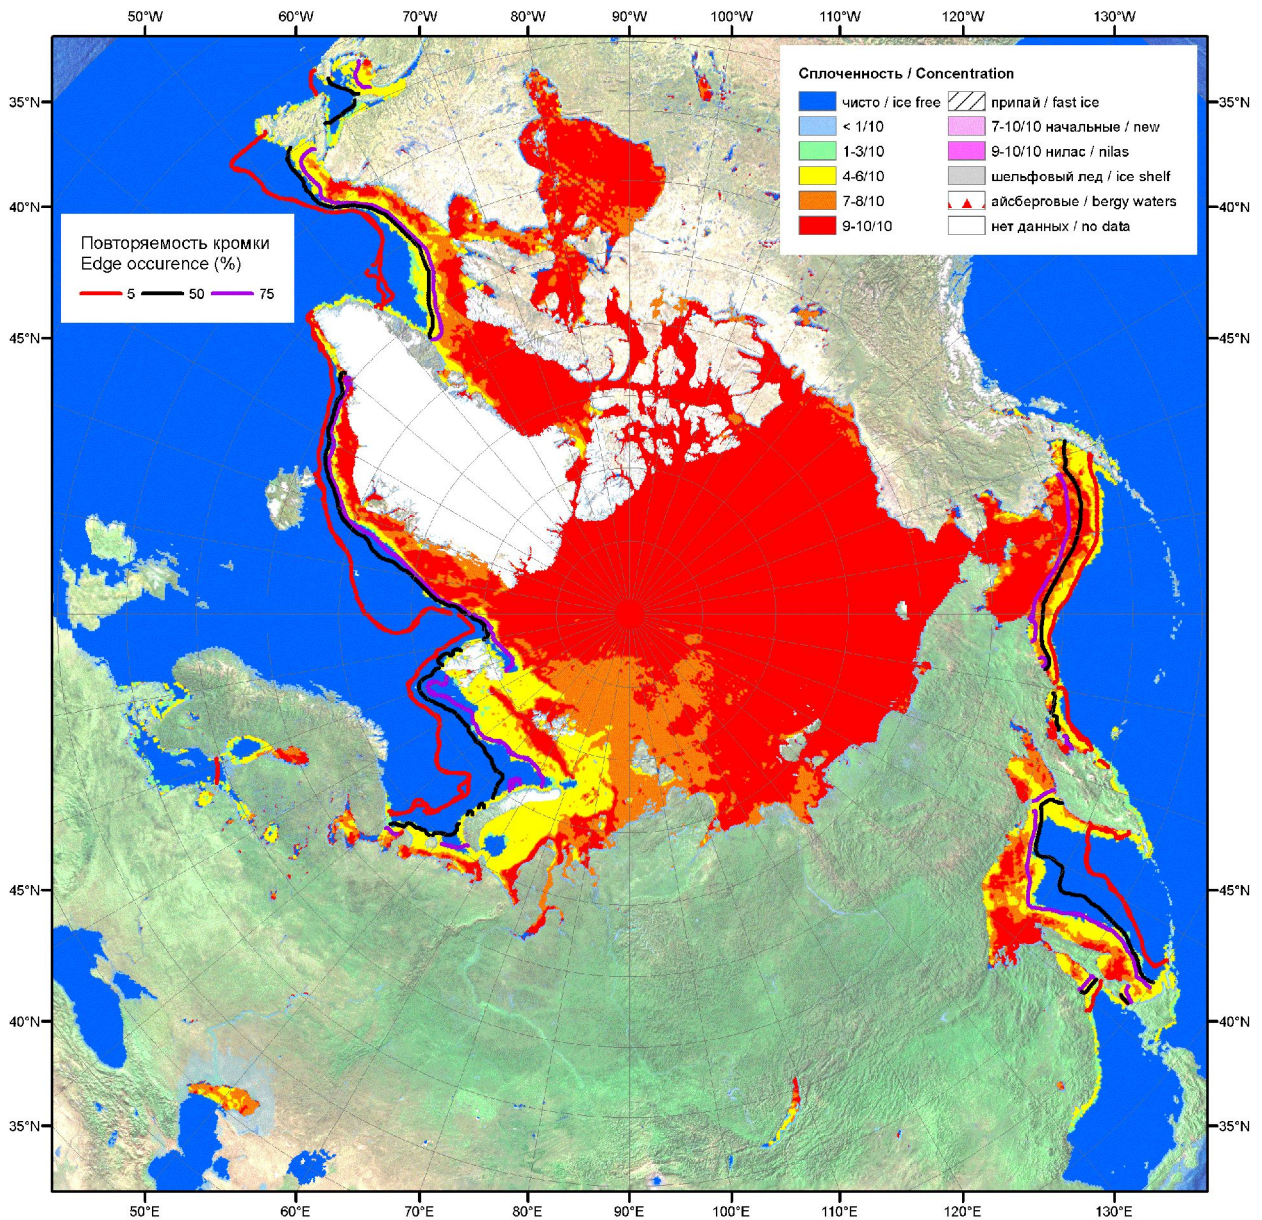 50°W 60°W 70°W 80°W 90°W 100°W 110°W 120°W 130°W
Сплоченность / Concentration
чисто / ice free
< 1/10
1-3/10
4-6/10
7-8/10
9-10/10
припай / fast ice
7-10/10 начальные / new
9-10/10 нилас / nilas
шельфовый лед / ice shelf
айсберговые / bergy waters
нет данных / no data
Повторяемость кромки
Edge occurence (%)
5 50 75
35°N
40°N
45°N
45°N
40°N
35°N
35°N
40°N
45°N
45°N
40°N
35°N
50°E 60°E 70°E 80°E 90°E 100°E 110°E 120°E 130°E